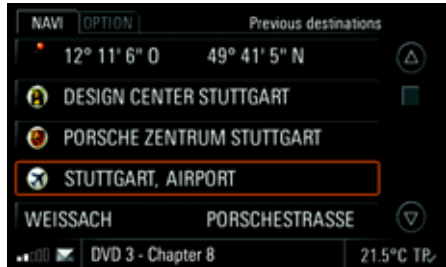 NAVI OPTION Previous destinations
12° 11' 6" O 49° 41' 5" N
DESIGN CENTER STUTTGART
PORSCHE ZENTRUM STUTTGART
STUTTGART, AIRPORT
WEISSACH PORSCHESTRASSE
DVD 3 - Chapter 8 21.5°C TP